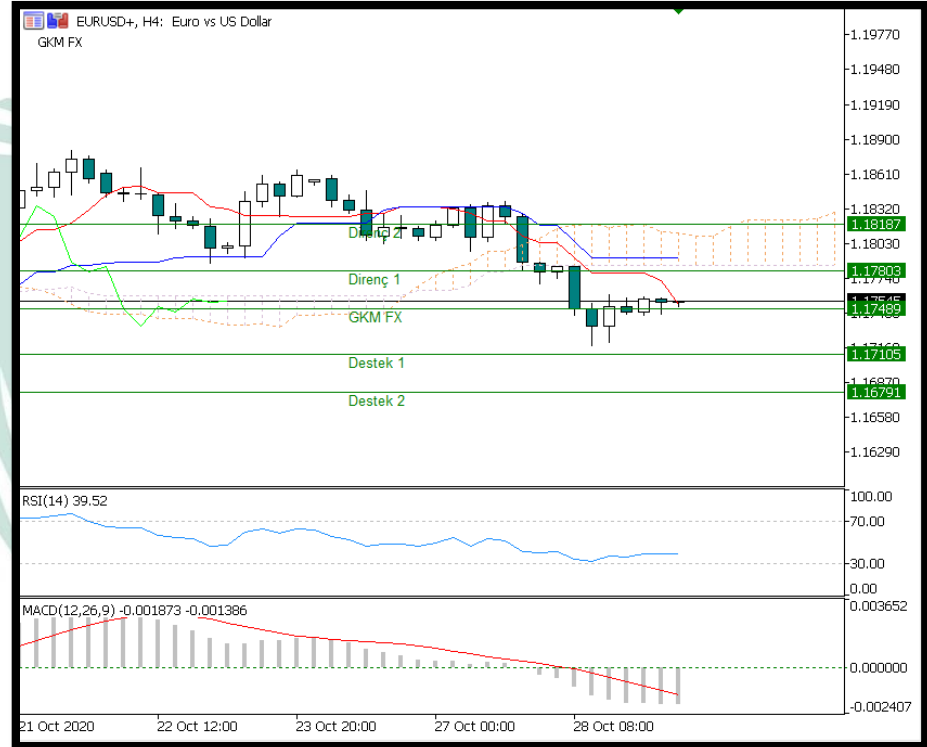 EURUSD+, H4: Euro vs US Dollar
GKM FX
1.19770
1.19480
1.19190
1.18900
1.18610
1.18320
1.18187
Direnç 2
1.18030
1.17803
1.17740
Direnç 1
1.17545
1.17489
GKM FX
1.17105
Destek 1
1.16870
1.16791
Destek 2
1.16580
1.16290
RSI(14) 39.52
100.00
70.00
30.00
0.00
MACD(12,26,9) -0.001873 -0.001386
0.003652
0.000000
-0.002407
21 Oct 2020
22 Oct 12:00
23 Oct 20:00
27 Oct 00:00
28 Oct 08:00